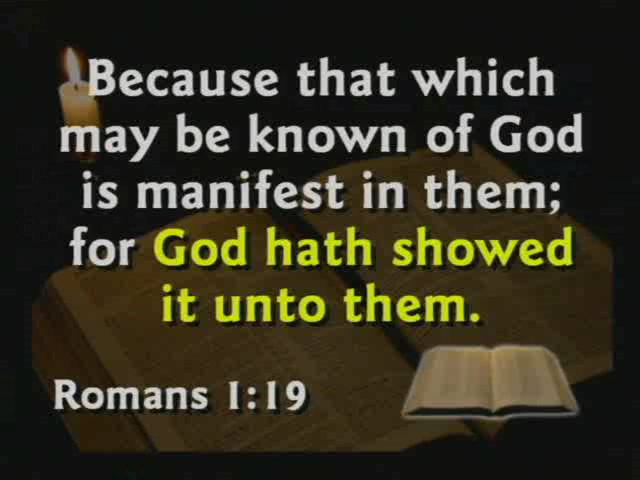 Because that which
may be known of God
is manifest in them;
for God hath showed
it unto them.
Romans 1:19